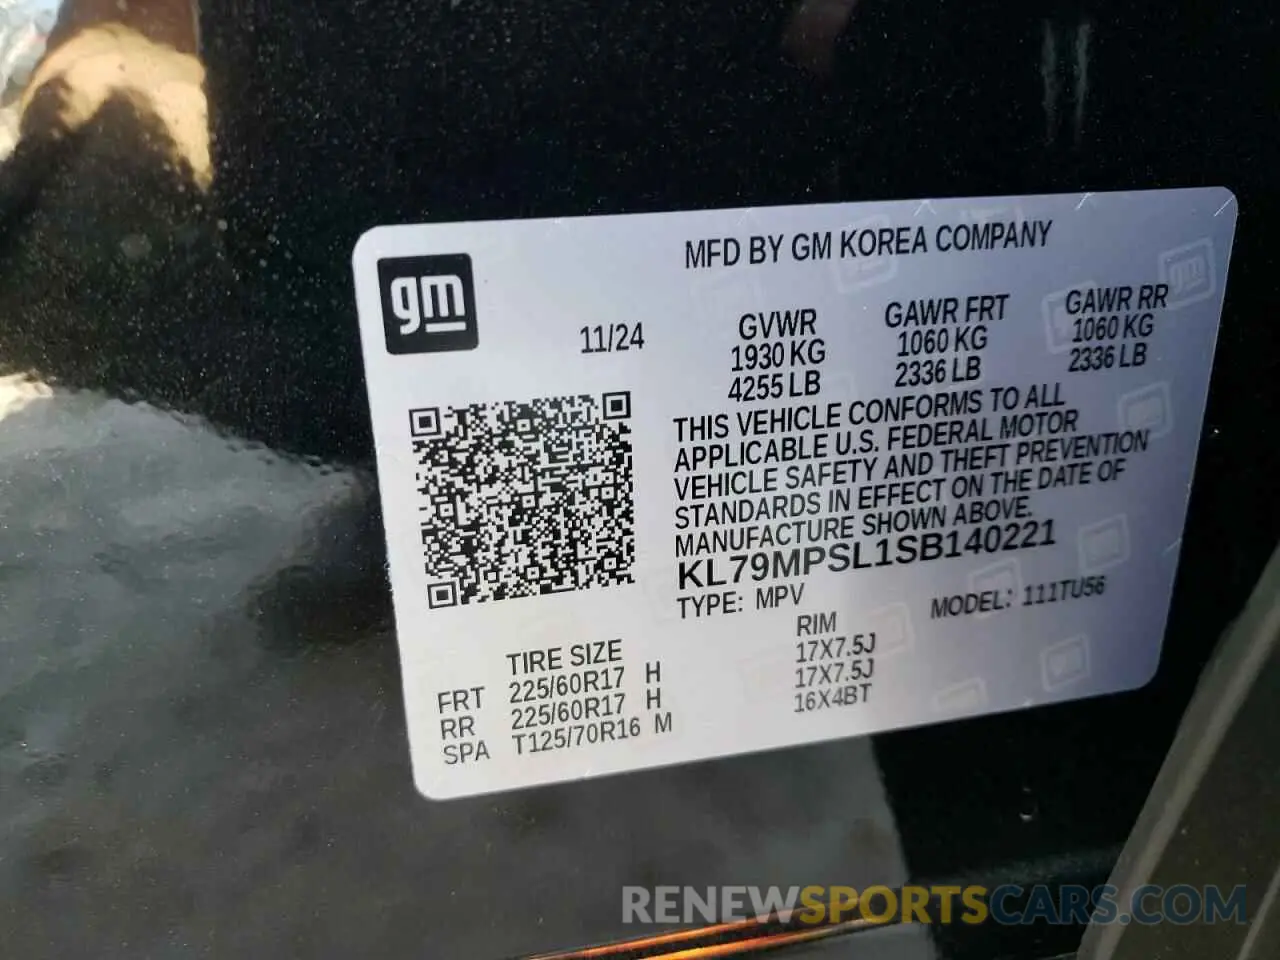 gm
MFD BY GM KOREA COMPANY
11/24
GVWR GAWR FRT GAWR RR
1930 KG 1060 KG 1060 KG
4255 LB 2336 LB 2336 LB
THIS VEHICLE CONFORMS TO ALL
APPLICABLE U.S. FEDERAL MOTOR
VEHICLE SAFETY AND THEFT PREVENTION
STANDARDS IN EFFECT ON THE DATE OF
MANUFACTURE SHOWN ABOVE.
KL79MPSL1SB140221
TYPE: MPV MODEL: 111TU56
TIRE SIZE RIM
FRT 225/60R17 H 17X7.5J
RR 225/60R17 H 17X7.5J
SPA T125/70R16 M 16X4BT
RENEWSPORTSCARS.COM